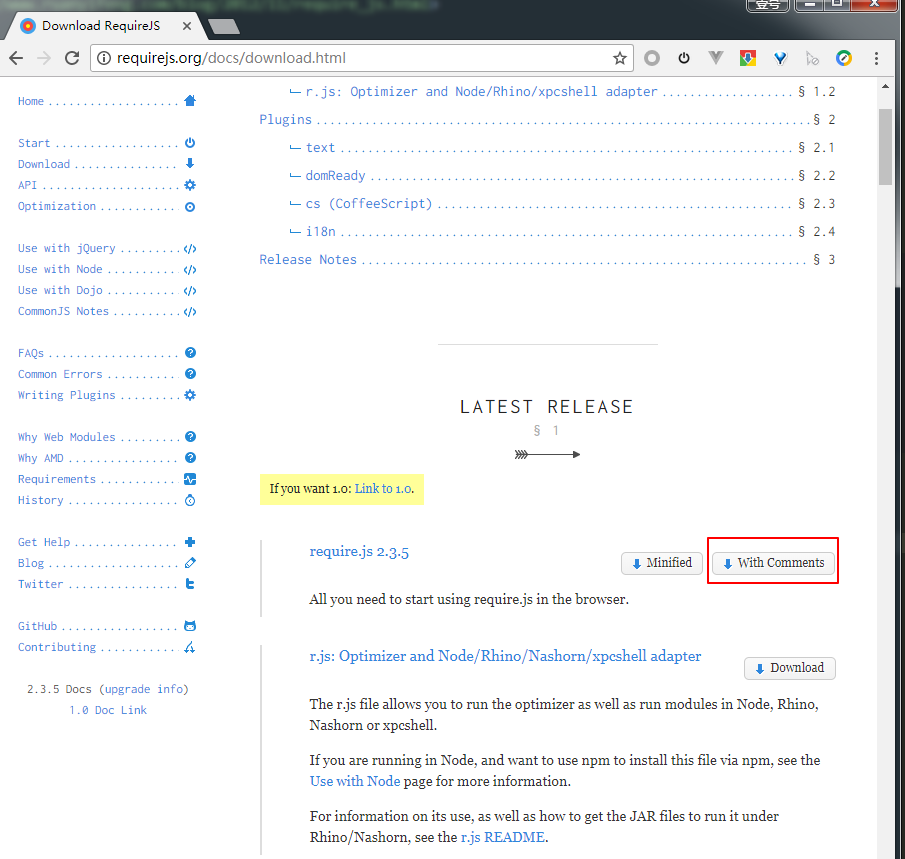 壹号
Download RequireJS
requirejs.org/docs/download.html
Home
Start
Download
API
Optimization
Use with jQuery
Use with Node
Use with Dojo
CommonJS Notes
FAQs
Common Errors
Writing Plugins
Why Web Modules
Why AMD
Requirements
History
Get Help
Blog
Twitter
GitHub
Contributing
2.3.5 Docs (upgrade info)
1.0 Doc Link
r.js: Optimizer and Node/Rhino/xpcshell adapter ................. § 1.2
Plugins ................. § 2
text ................. § 2.1
domReady ................. § 2.2
cs (CoffeeScript) ................. § 2.3
i18n ................. § 2.4
Release Notes ................. § 3
LATEST RELEASE
§ 1
If you want 1.0: Link to 1.0.
require.js 2.3.5
Minified
With Comments
All you need to start using require.js in the browser.
r.js: Optimizer and Node/Rhino/Nashorn/xpcshell adapter
Download
The r.js file allows you to run the optimizer as well as run modules in Node, Rhino,
Nashorn or xpcshell.
If you are running in Node, and want to use npm to install this file via npm, see the
Use with Node page for more information.
For information on its use, as well as how to get the JAR files to run it under
Rhino/Nashorn, see the r.js README.